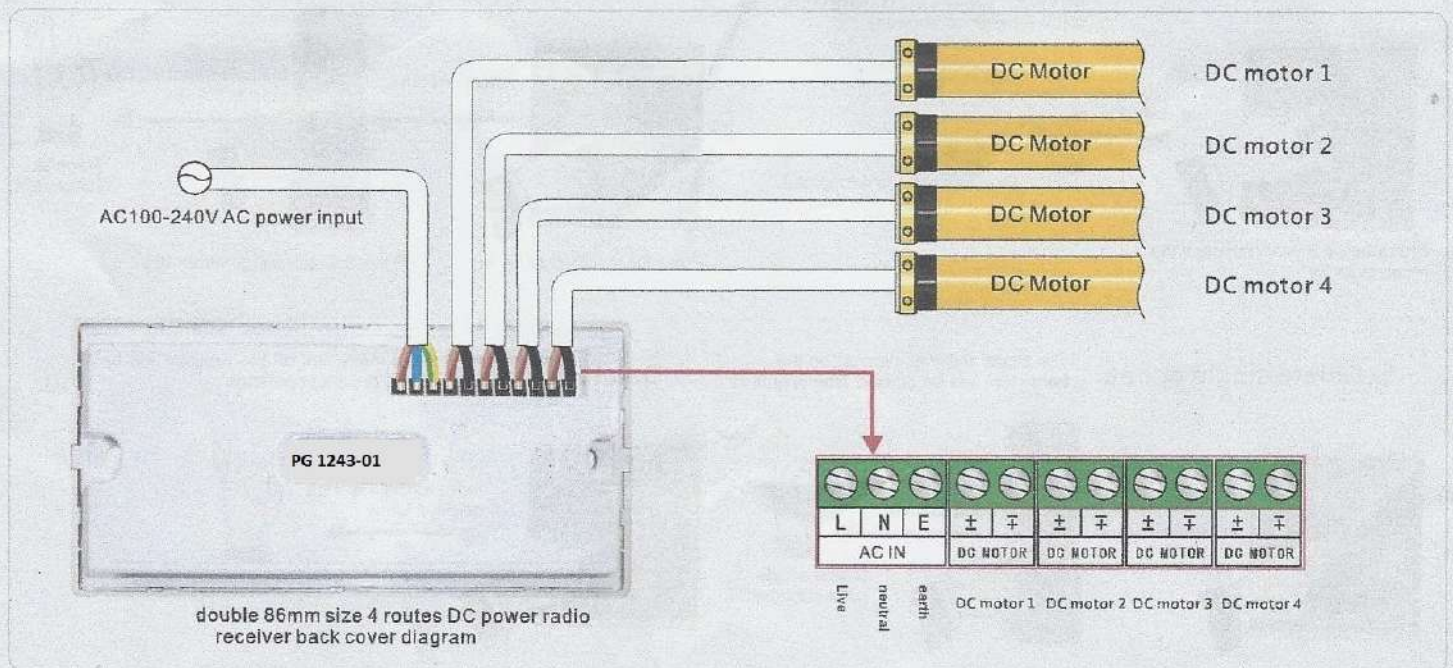 DC Motor
DC motor 1
DC Motor
DC motor 2
AC100-240V AC power input
DC Motor
DC motor 3
DC Motor
DC motor 4
PG 1243-01
L N E ± ∓ ± ∓ ± ∓ ± ∓
AC IN DC MOTOR DC MOTOR DC MOTOR DC MOTOR
Live neutral earth DC motor 1 DC motor 2 DC motor 3 DC motor 4
double 86mm size 4 routes DC power radio
receiver back cover diagram